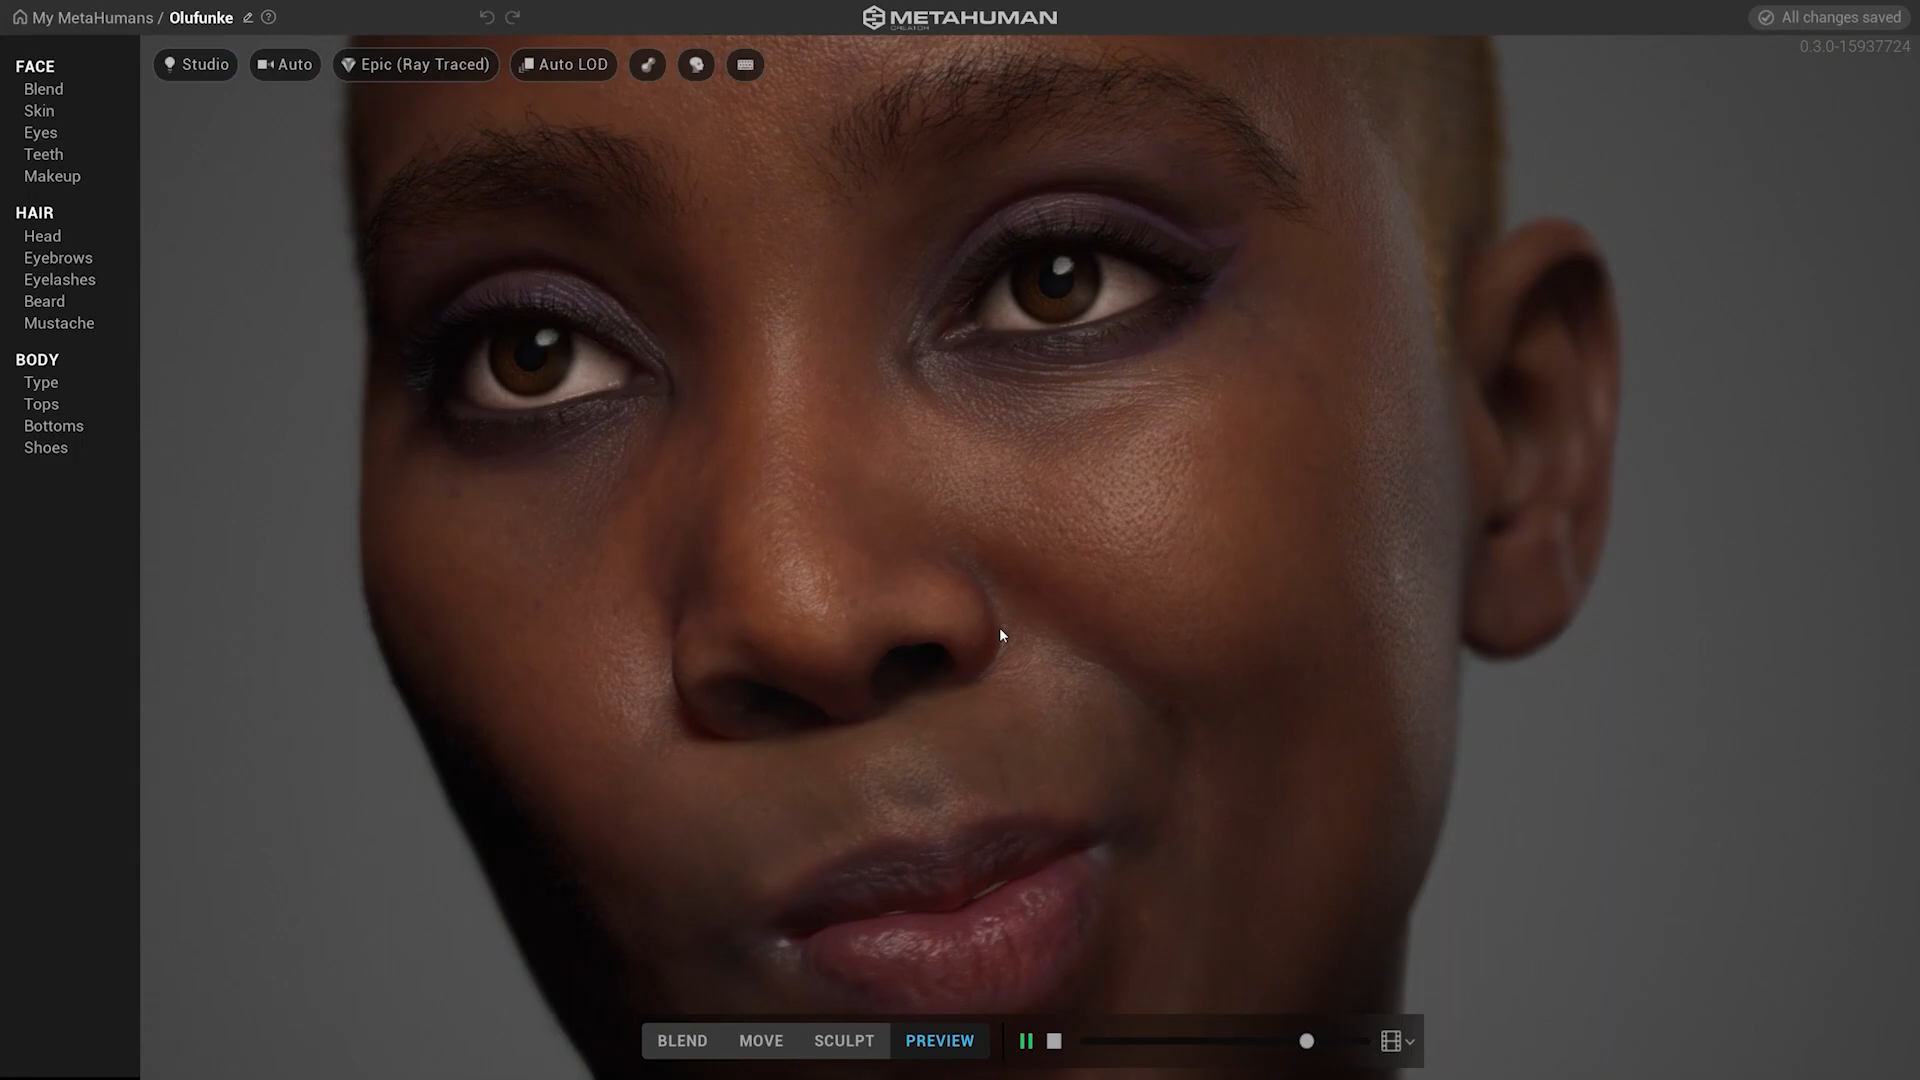 My MetaHumans / Olufunke
METAHUMAN
CREATOR
All changes saved
0.3.0-15937724
Studio
Auto
Epic (Ray Traced)
Auto LOD
FACE
Blend
Skin
Eyes
Teeth
Makeup
HAIR
Head
Eyebrows
Eyelashes
Beard
Mustache
BODY
Type
Tops
Bottoms
Shoes
BLEND MOVE SCULPT PREVIEW